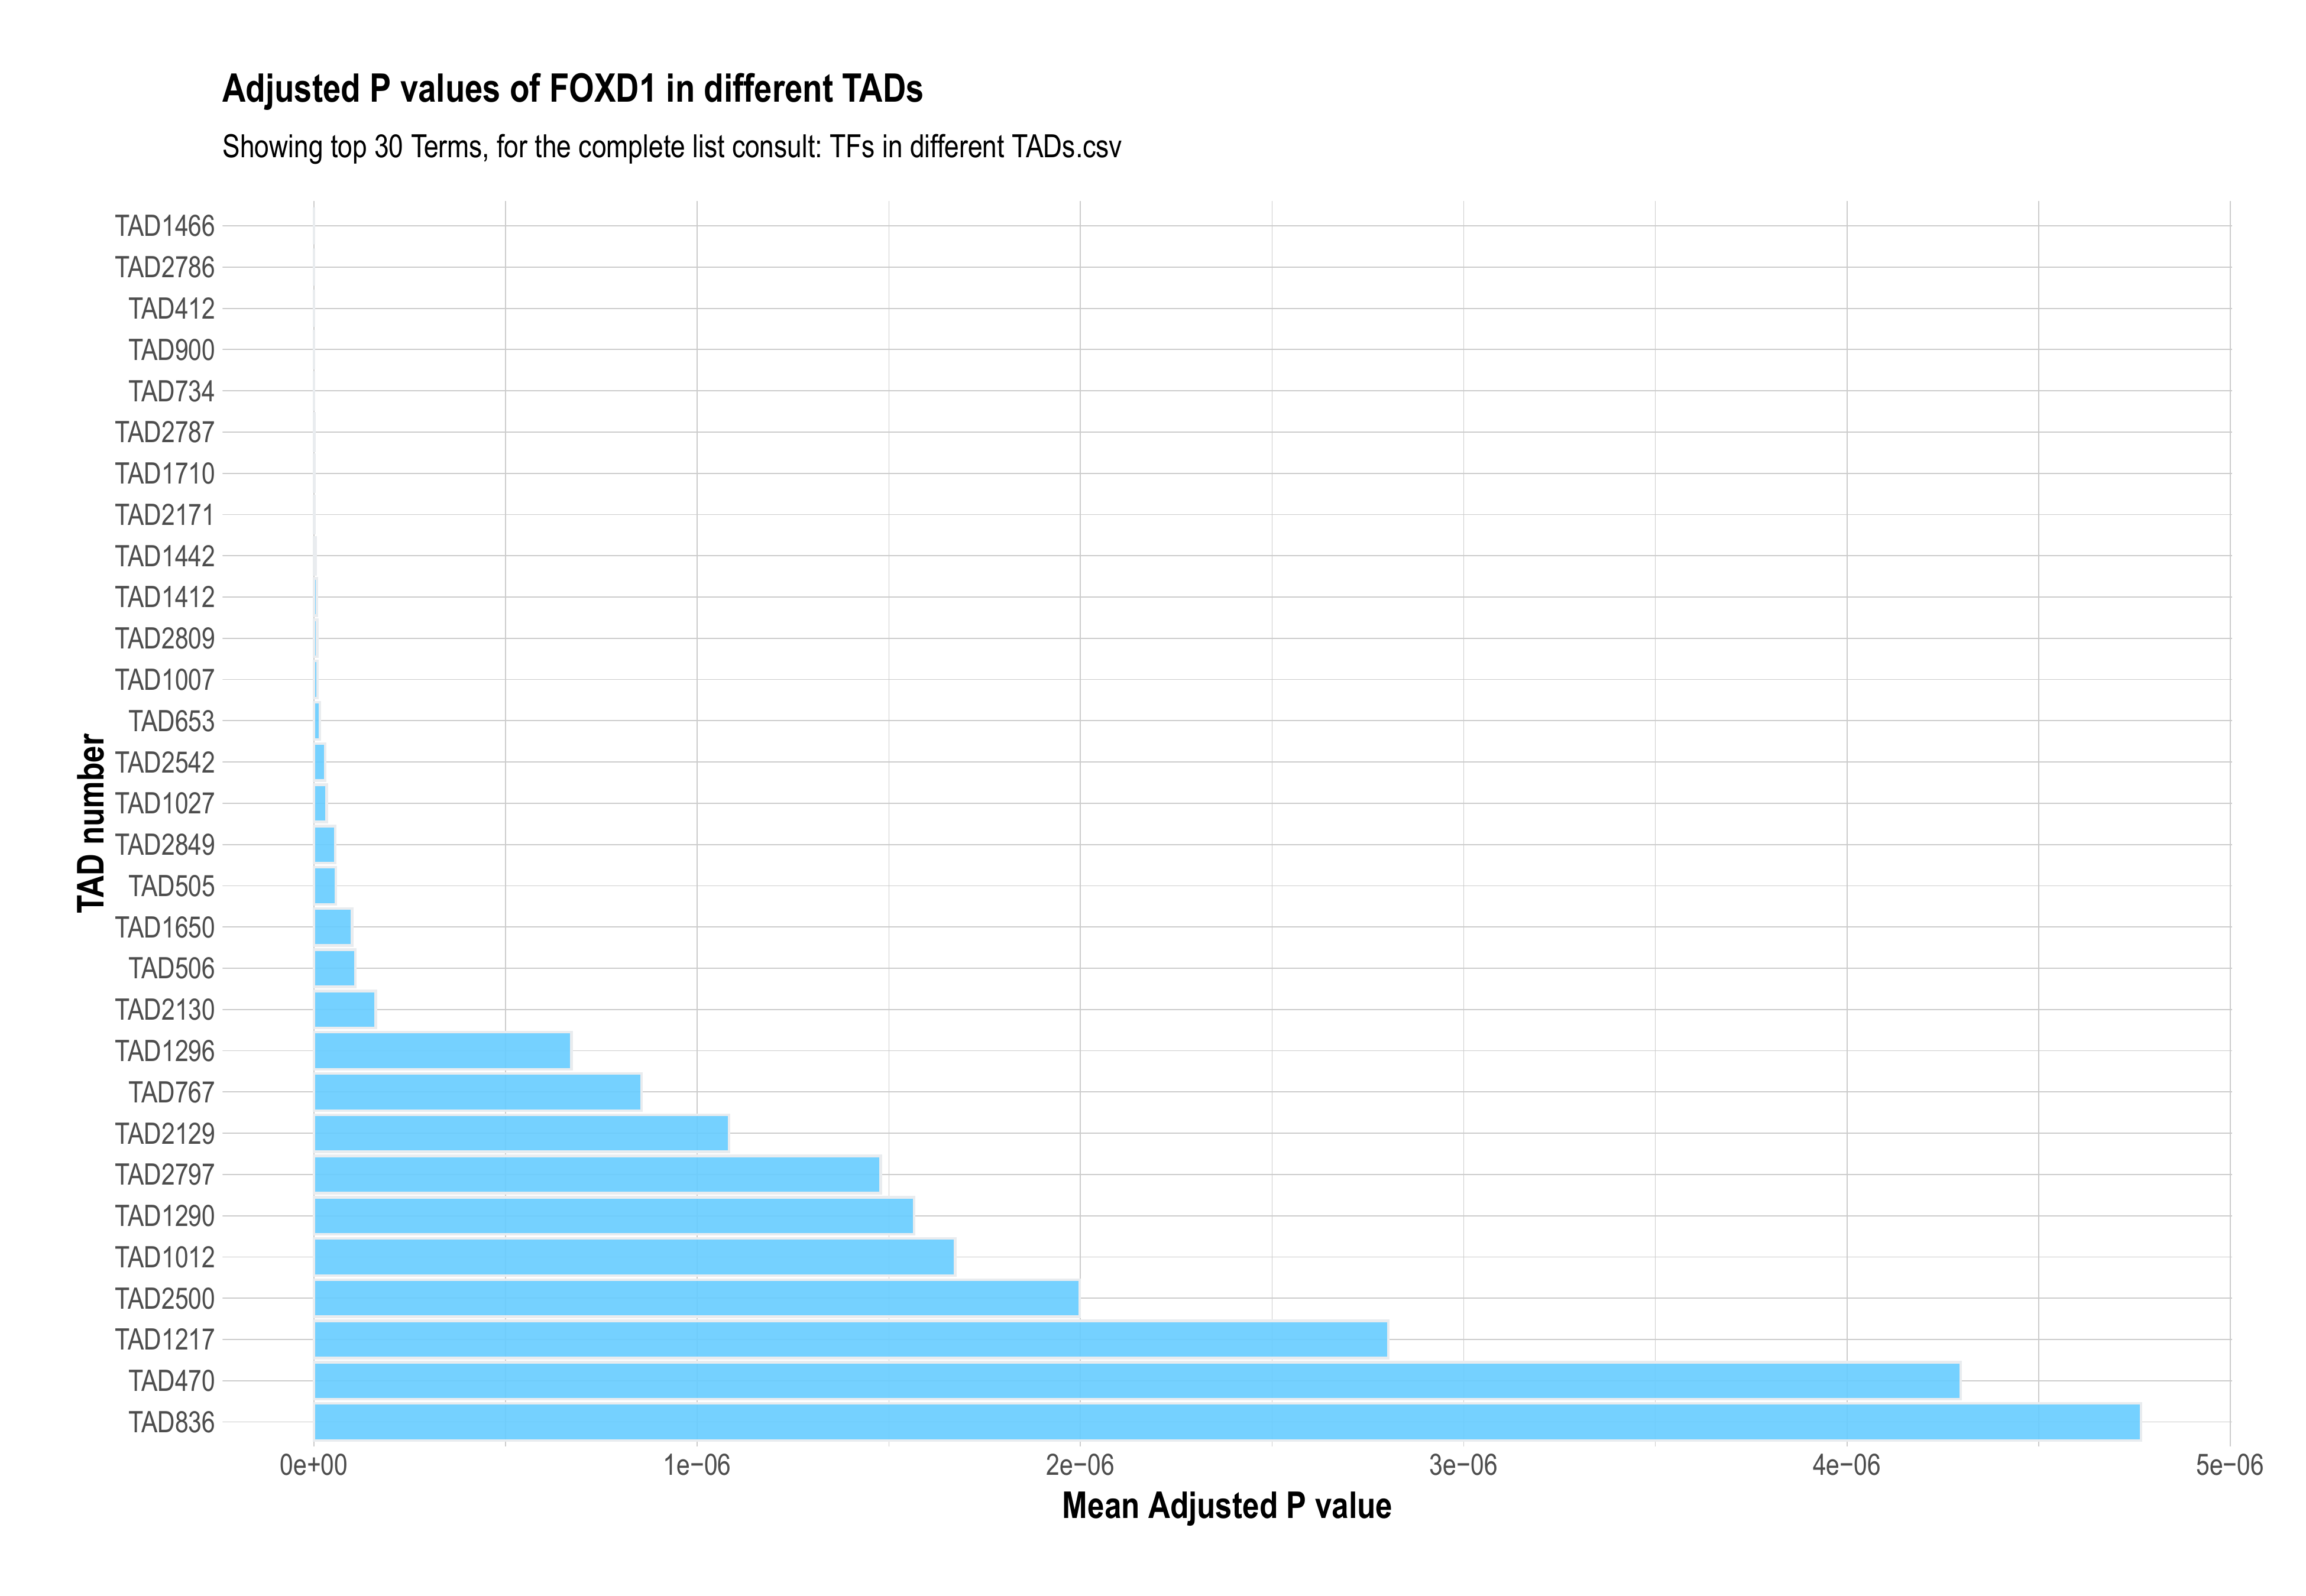 Adjusted P values of FOXD1 in different TADs
Showing top 30 Terms, for the complete list consult: TFs in different TADs.csv
TAD number
TAD1466
TAD2786
TAD412
TAD900
TAD734
TAD2787
TAD1710
TAD2171
TAD1442
TAD1412
TAD2809
TAD1007
TAD653
TAD2542
TAD1027
TAD2849
TAD505
TAD1650
TAD506
TAD2130
TAD1296
TAD767
TAD2129
TAD2797
TAD1290
TAD1012
TAD2500
TAD1217
TAD470
TAD836
0e+00 1e−06 2e−06 3e−06 4e−06 5e−06
Mean Adjusted P value